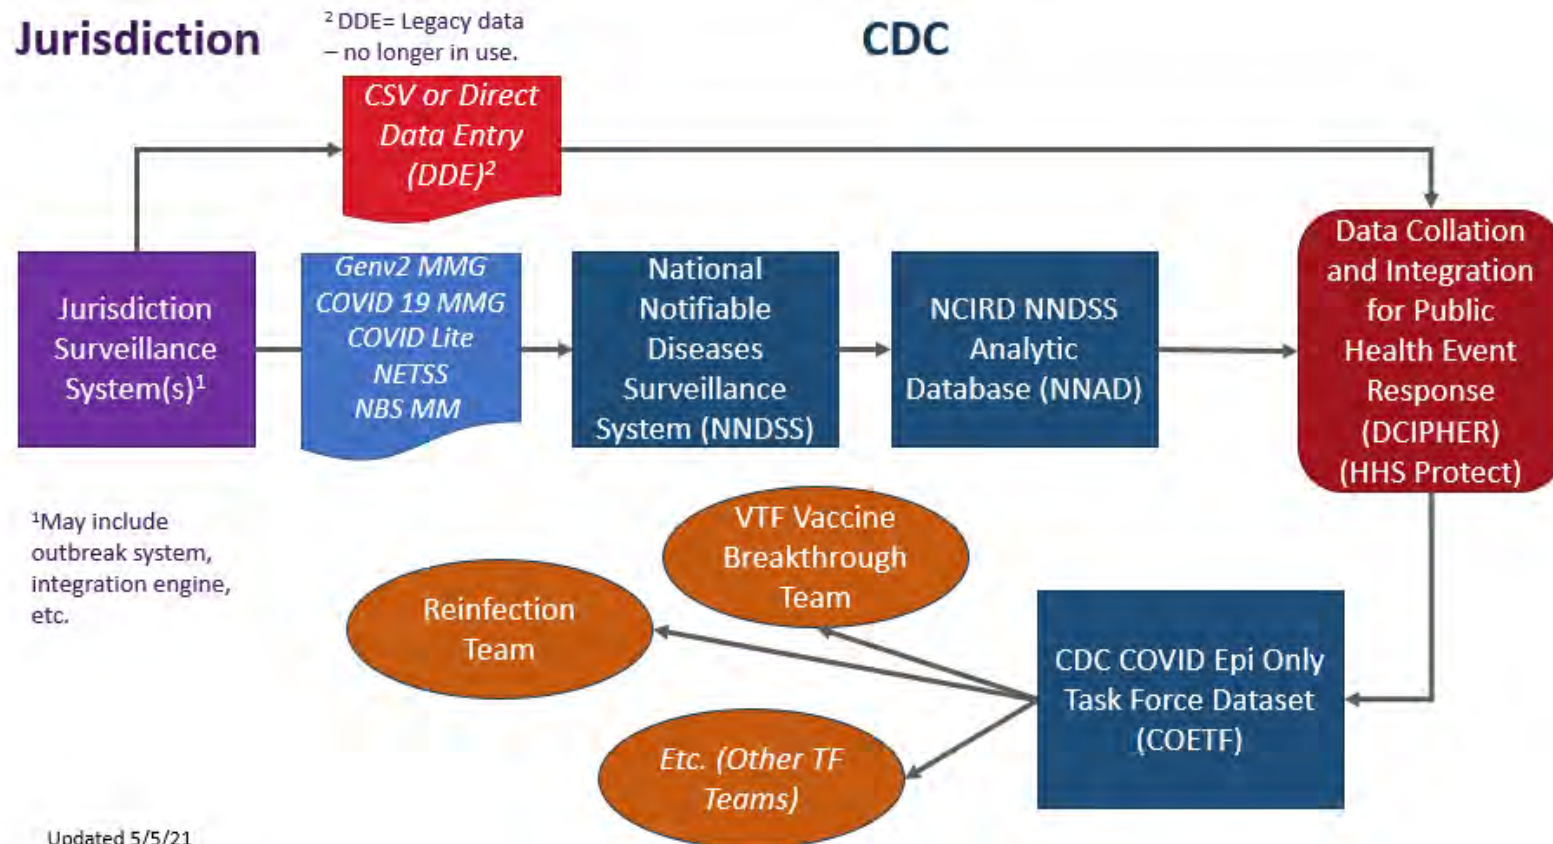 Jurisdiction
² DDE= Legacy data
– no longer in use.
CDC
CSV or Direct
Data Entry
(DDE)²
Jurisdiction
Surveillance
System(s)¹
Genv2 MMG
COVID 19 MMG
COVID Lite
NETSS
NBS MM
National
Notifiable
Diseases
Surveillance
System (NNDSS)
NCIRD NNDSS
Analytic
Database (NNAD)
Data Collation
and Integration
for Public
Health Event
Response
(DCIPHER)
(HHS Protect)
¹May include
outbreak system,
integration engine,
etc.
VTF Vaccine
Breakthrough
Team
Reinfection
Team
CDC COVID Epi Only
Task Force Dataset
(COETF)
Etc. (Other TF
Teams)
Updated 5/5/21